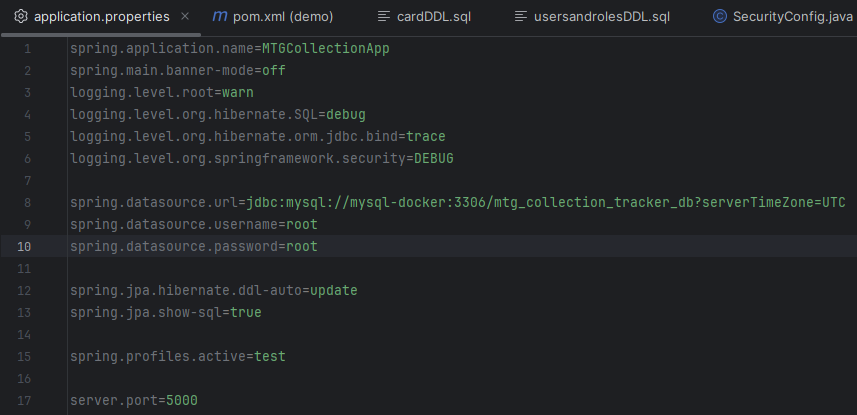 application.properties
pom.xml (demo)
cardDDL.sql
usersandrolesDDL.sql
SecurityConfig.java
1 spring.application.name=MTGCollectionApp
2 spring.main.banner-mode=off
3 logging.level.root=warn
4 logging.level.org.hibernate.SQL=debug
5 logging.level.org.hibernate.orm.jdbc.bind=trace
6 logging.level.org.springframework.security=DEBUG
7
8 spring.datasource.url=jdbc:mysql://mysql-docker:3306/mtg_collection_tracker_db?serverTimeZone=UTC
9 spring.datasource.username=root
10 spring.datasource.password=root
11
12 spring.jpa.hibernate.ddl-auto=update
13 spring.jpa.show-sql=true
14
15 spring.profiles.active=test
16
17 server.port=5000